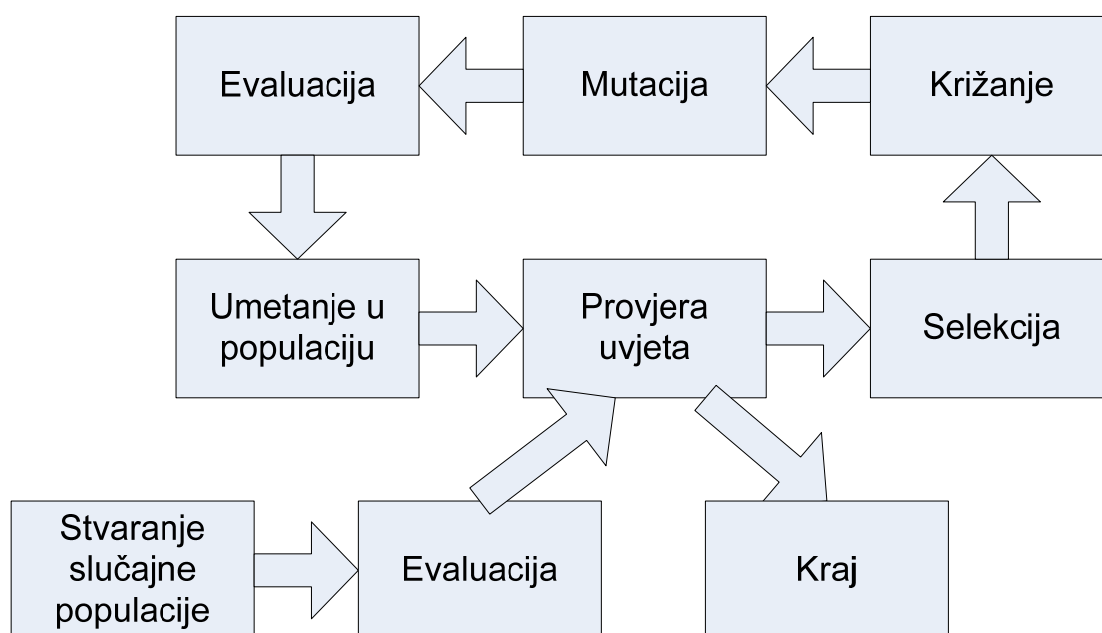 Evaluacija
Mutacija
Križanje
Umetanje u
populaciju
Provjera
uvjeta
Selekcija
Stvaranje
slučajne
populacije
Evaluacija
Kraj